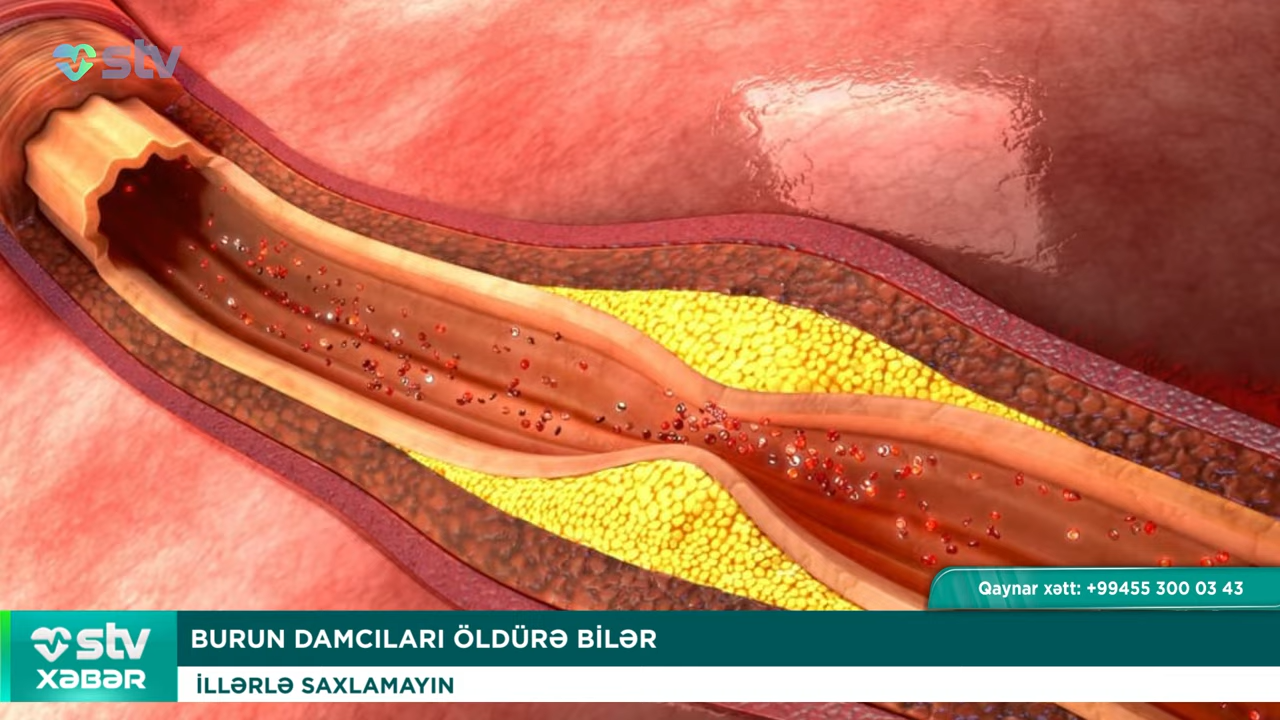 stv
Qaynar xətt: +99455 300 03 43
stv
XƏBƏR
BURUN DAMCILARI ÖLDÜRƏ BİLƏR
İLLƏRLƏ SAXLAMAYIN